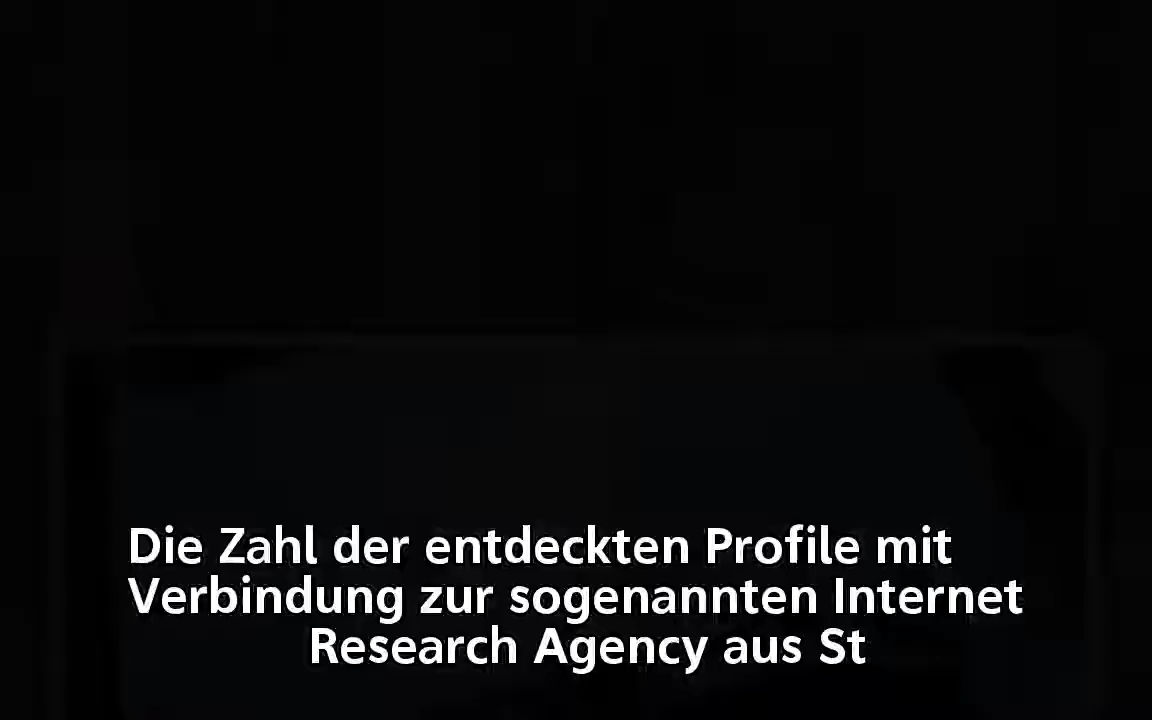 Die Zahl der entdeckten Profile mit
Verbindung zur sogenannten Internet
Research Agency aus St